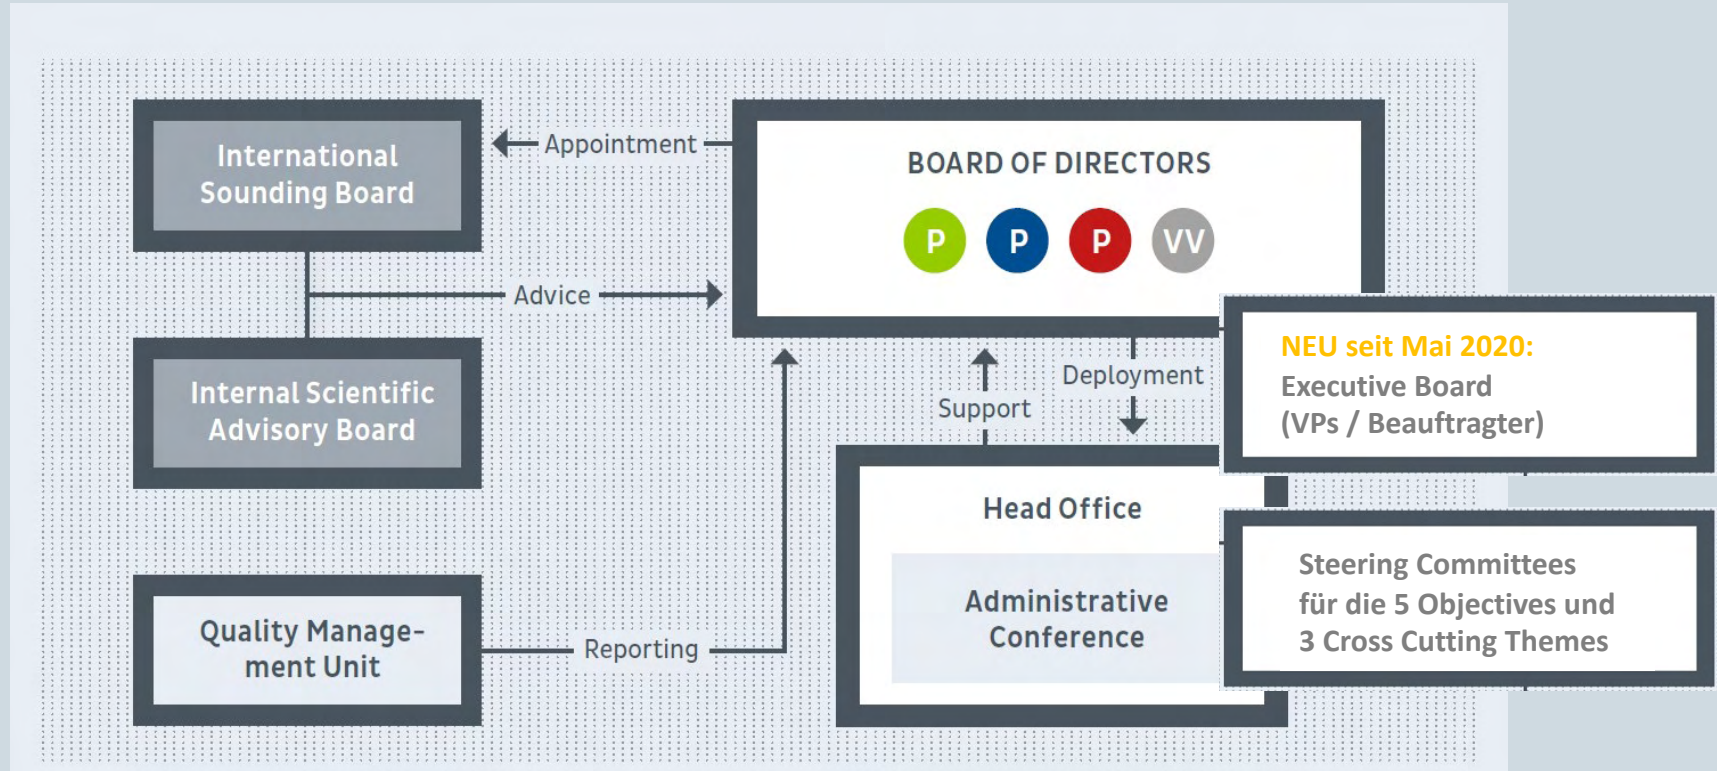 International
Sounding Board
Appointment
BOARD OF DIRECTORS
P P P VV
Advice
Internal Scientific
Advisory Board
Support
Deployment
NEU seit Mai 2020:
Executive Board
(VPs / Beauftragter)
Head Office
Administrative
Conference
Steering Committees
für die 5 Objectives und
3 Cross Cutting Themes
Quality Manage-
ment Unit
Reporting